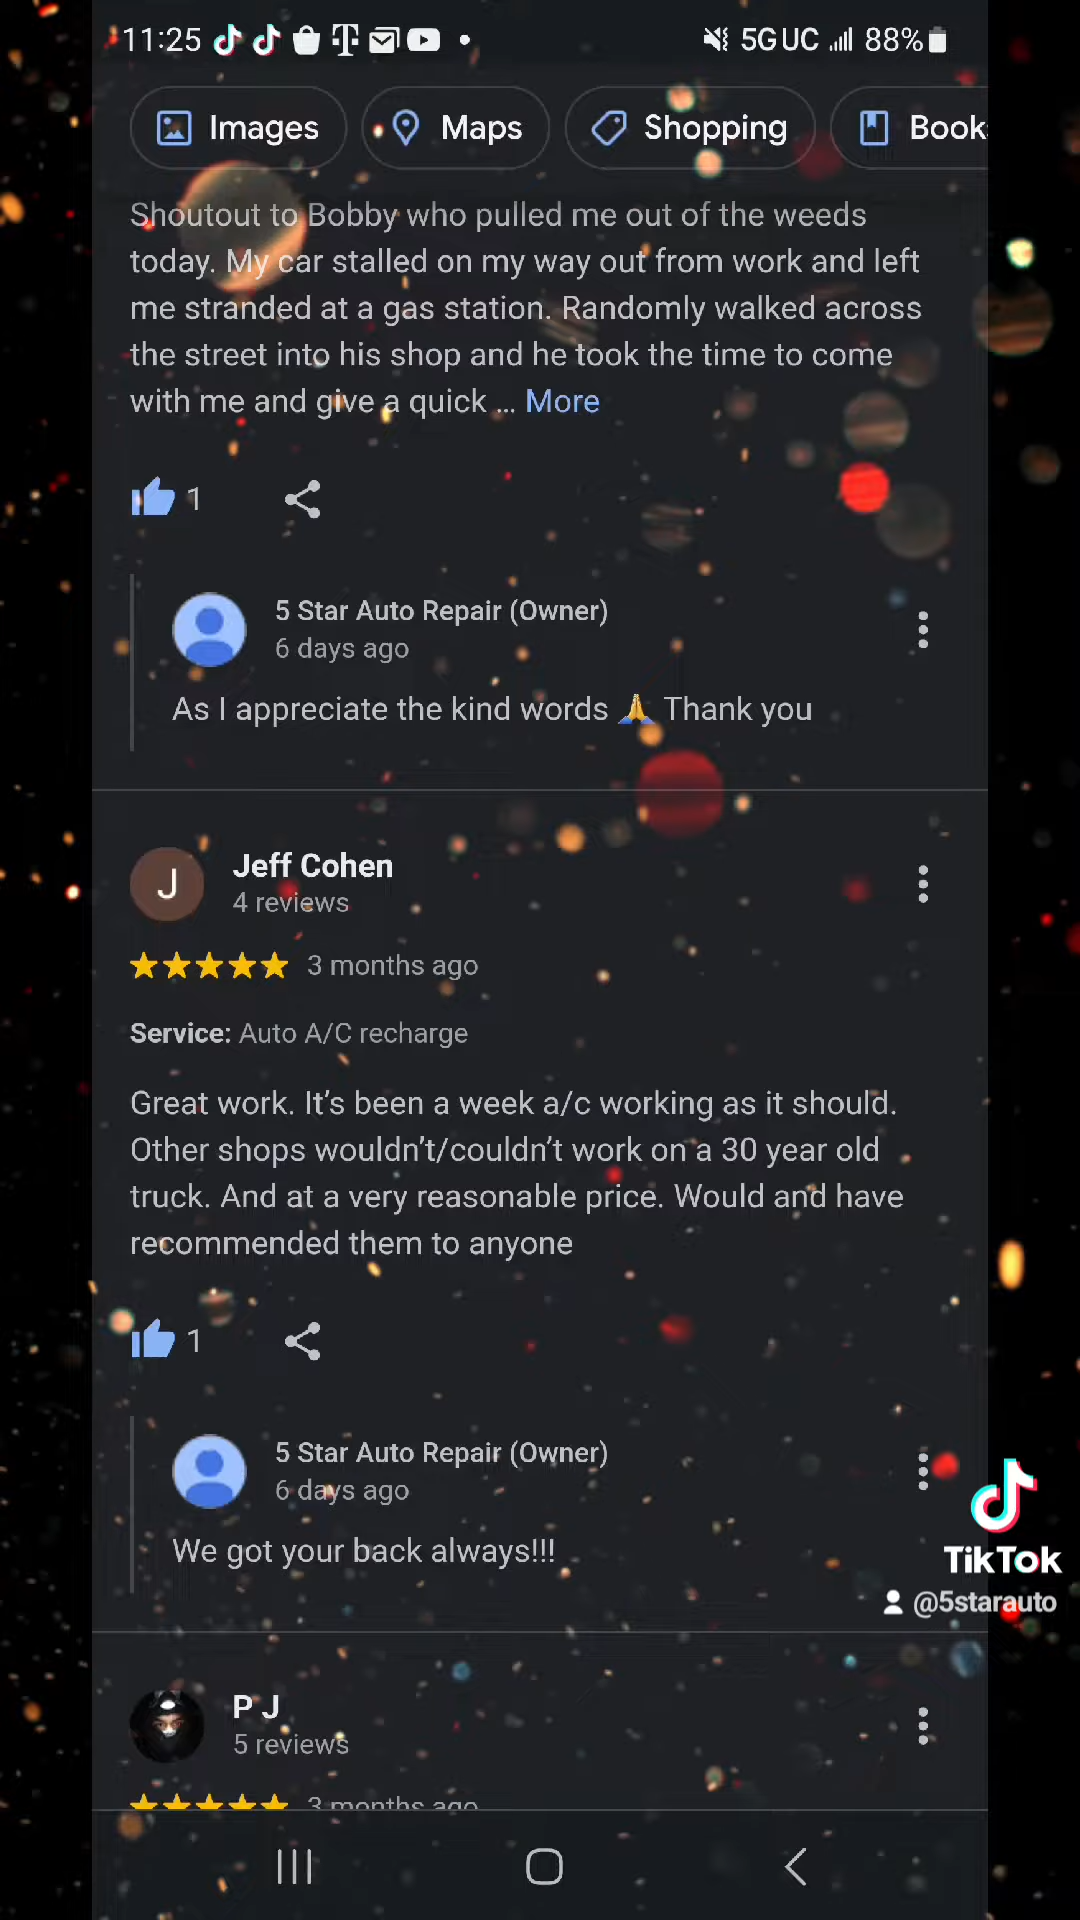 11:25 5G UC 88%
Images Maps Shopping Book
Shoutout to Bobby who pulled me out of the weeds
today. My car stalled on my way out from work and left
me stranded at a gas station. Randomly walked across
the street into his shop and he took the time to come
with me and give a quick ... More
1
5 Star Auto Repair (Owner)
6 days ago
As I appreciate the kind words 🙏 Thank you
J
Jeff Cohen
4 reviews
3 months ago
Service: Auto A/C recharge
Great work. It’s been a week a/c working as it should.
Other shops wouldn’t/couldn’t work on a 30 year old
truck. And at a very reasonable price. Would and have
recommended them to anyone
1
5 Star Auto Repair (Owner)
6 days ago
We got your back always!!!
TikTok
@5starauto
P J
5 reviews
3 months ago